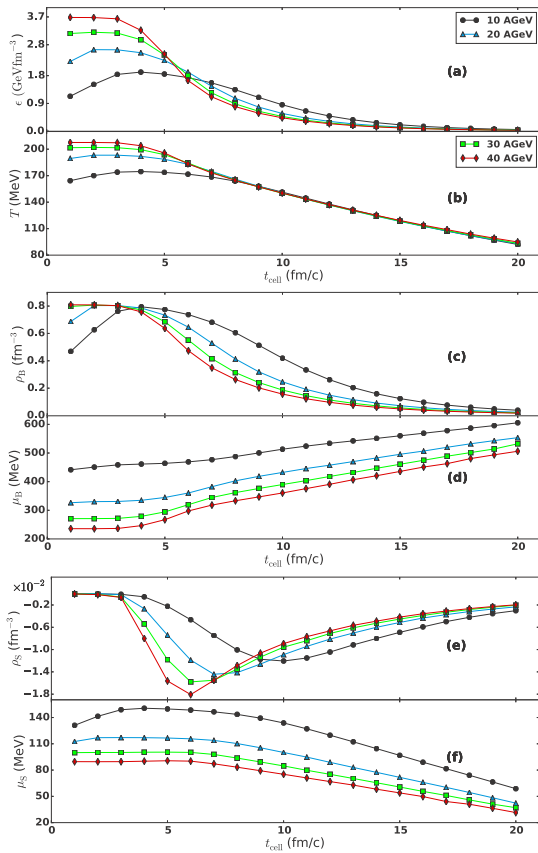 3.7
2.8
1.8
0.9
0.0
ϵ (GeVfm⁻³)
10 AGeV
20 AGeV
(a)
200
170
140
110
80
T (MeV)
30 AGeV
40 AGeV
(b)
0 5 10 15 20
t_cell (fm/c)
0.8
0.6
0.4
0.2
0.0
ρ_B (fm⁻³)
(c)
600
500
400
300
200
μ_B (MeV)
(d)
0 5 10 15 20
t_cell (fm/c)
×10⁻²
−0.2
−0.6
−1.0
−1.4
−1.8
ρ_S (fm⁻³)
(e)
140
110
80
50
20
μ_S (MeV)
(f)
0 5 10 15 20
t_cell (fm/c)